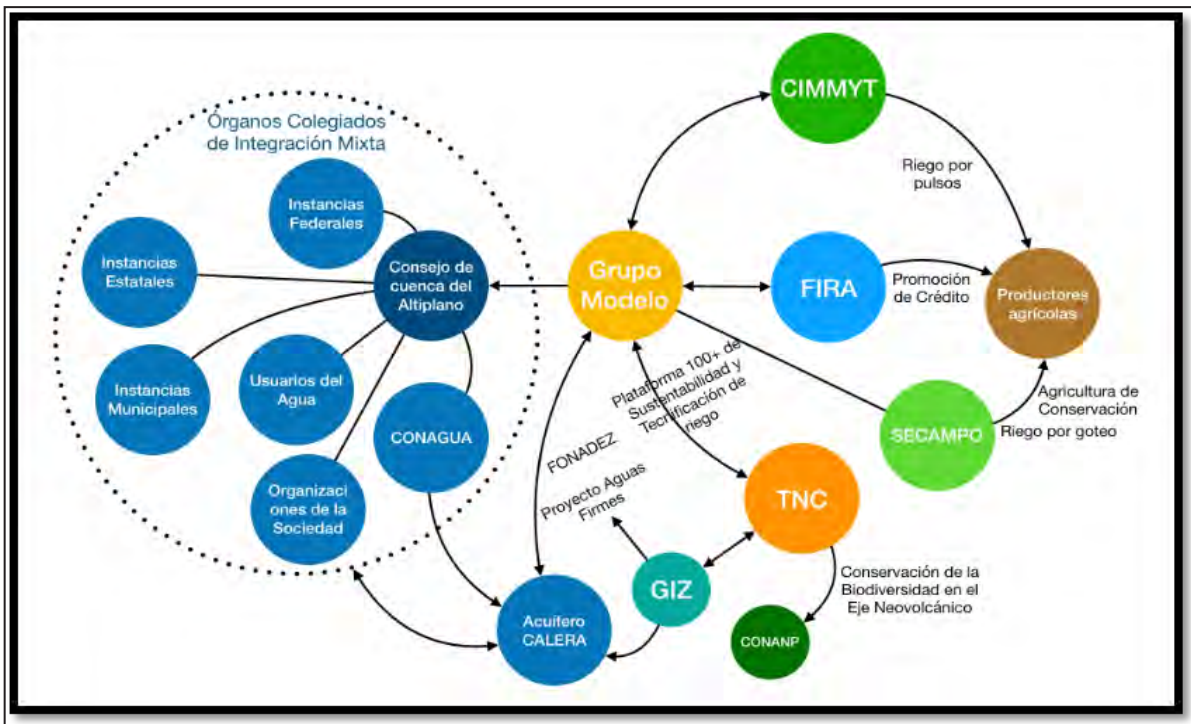 CIMMYT
Órganos Colegiados
de Integración Mixta
Riego por
pulsos
Instancias
Federales
Instancias
Estatales
Consejo de
cuenca del
Altiplano
Grupo
Modelo
FIRA
Promoción
de Crédito
Productores
agrícolas
Instancias
Municipales
Usuarios del
Agua
CONAGUA
Plataforma 100+ de
Sustentabilidad y
Tecnificación de
riego
Agricultura de
Conservación
Riego por goteo
SECAMPO
FONADEZ
Proyecto Aguas
Firmes
Organizaci
ones de la
Sociedad
TNC
GIZ
Conservación de la
Biodiversidad en el
Eje Neovolcánico
Acuífero
CALERA
CONANP